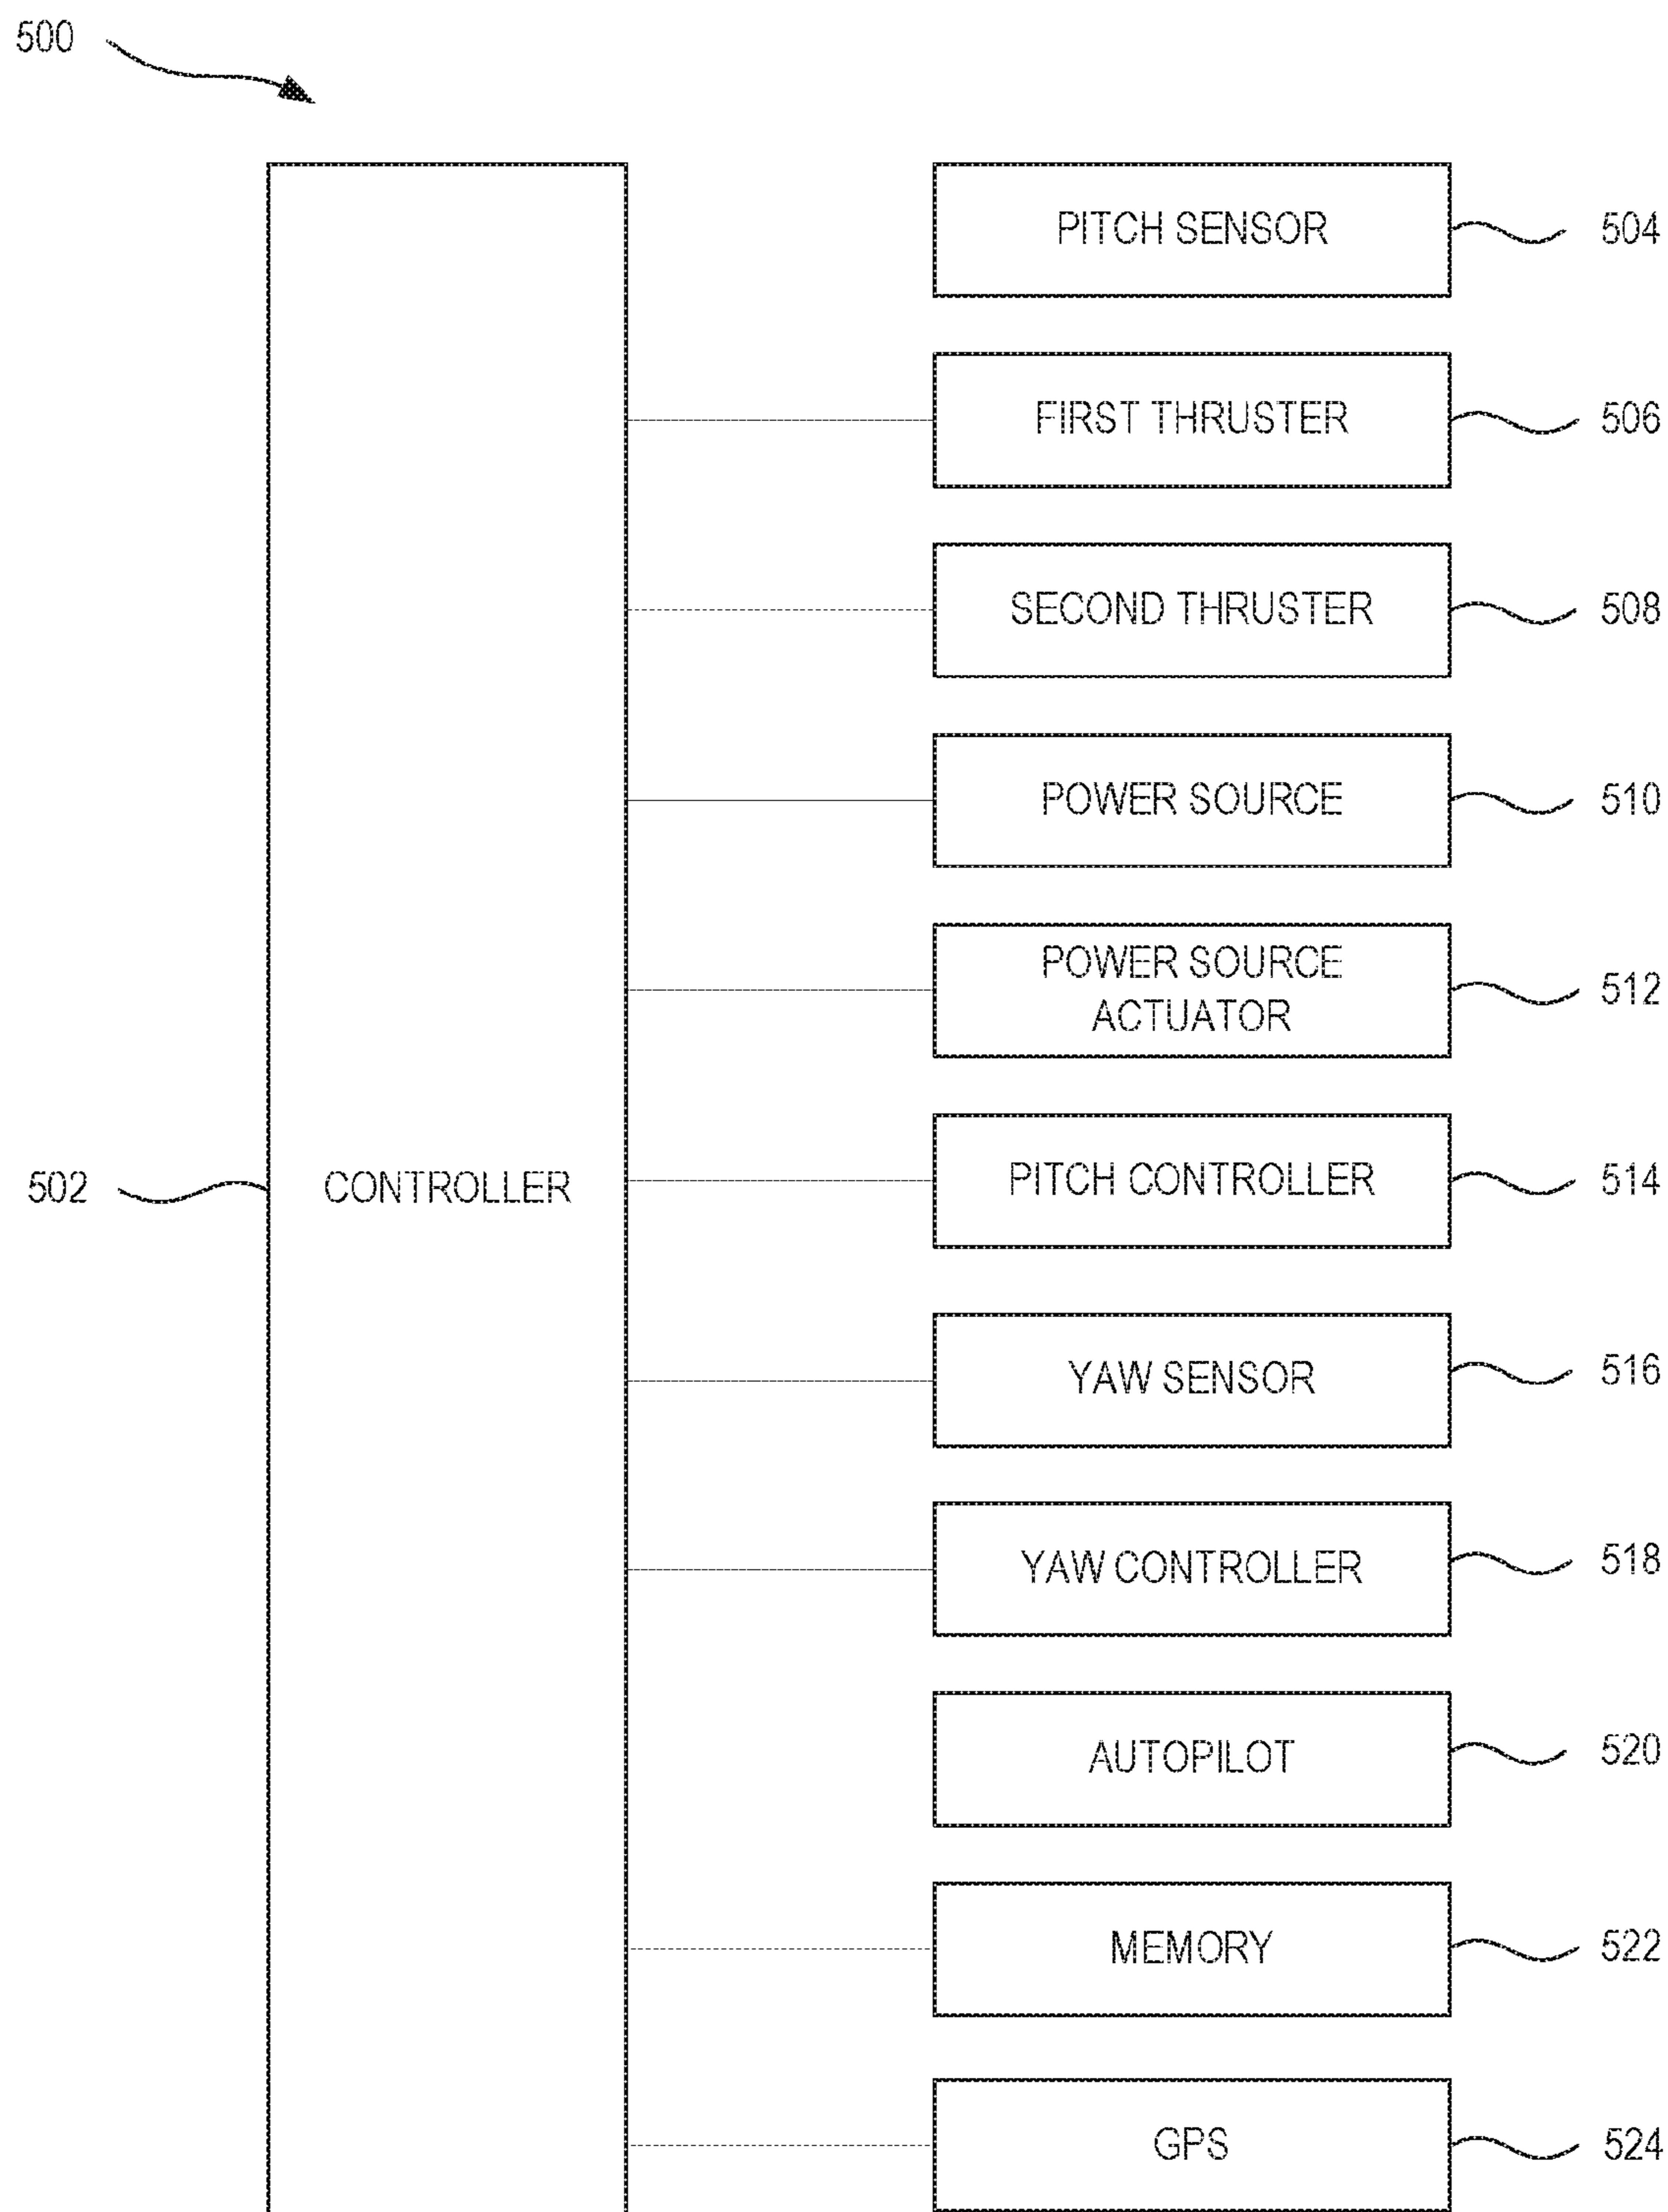 500
PITCH SENSOR 504
FIRST THRUSTER 506
SECOND THRUSTER 508
POWER SOURCE 510
POWER SOURCE
ACTUATOR 512
502 CONTROLLER
PITCH CONTROLLER 514
YAW SENSOR 516
YAW CONTROLLER 518
AUTOPILOT 520
MEMORY 522
GPS 524